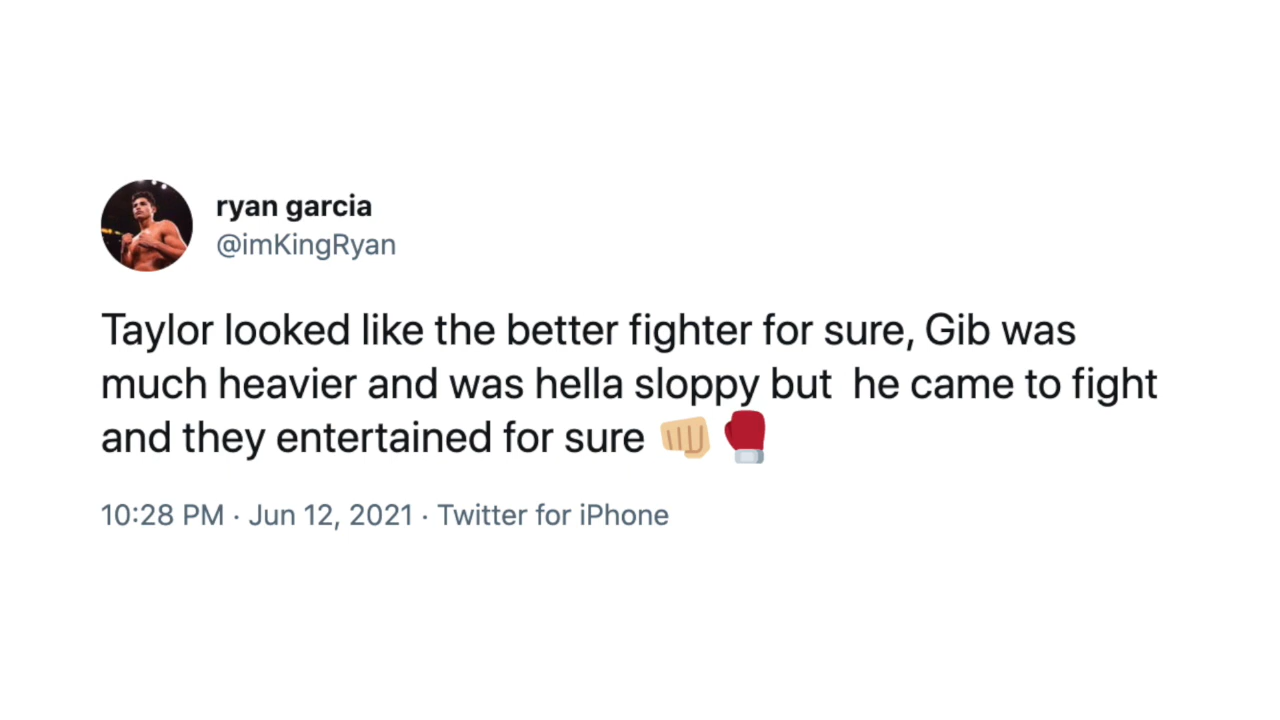 ryan garcia
@imKingRyan
Taylor looked like the better fighter for sure, Gib was
much heavier and was hella sloppy but  he came to fight
and they entertained for sure 👊🏼 🥊
10:28 PM · Jun 12, 2021 · Twitter for iPhone